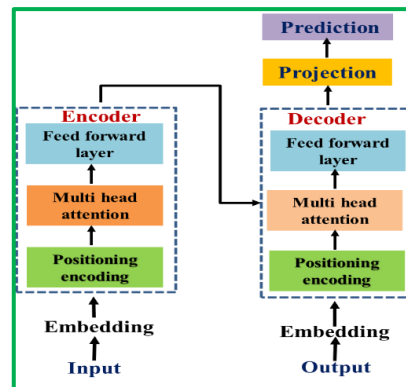 Prediction
Projection
Encoder
Feed forward
layer
Multi head
attention
Positioning
encoding
Embedding
Input
Decoder
Feed forward
layer
Multi head
attention
Positioning
encoding
Embedding
Output